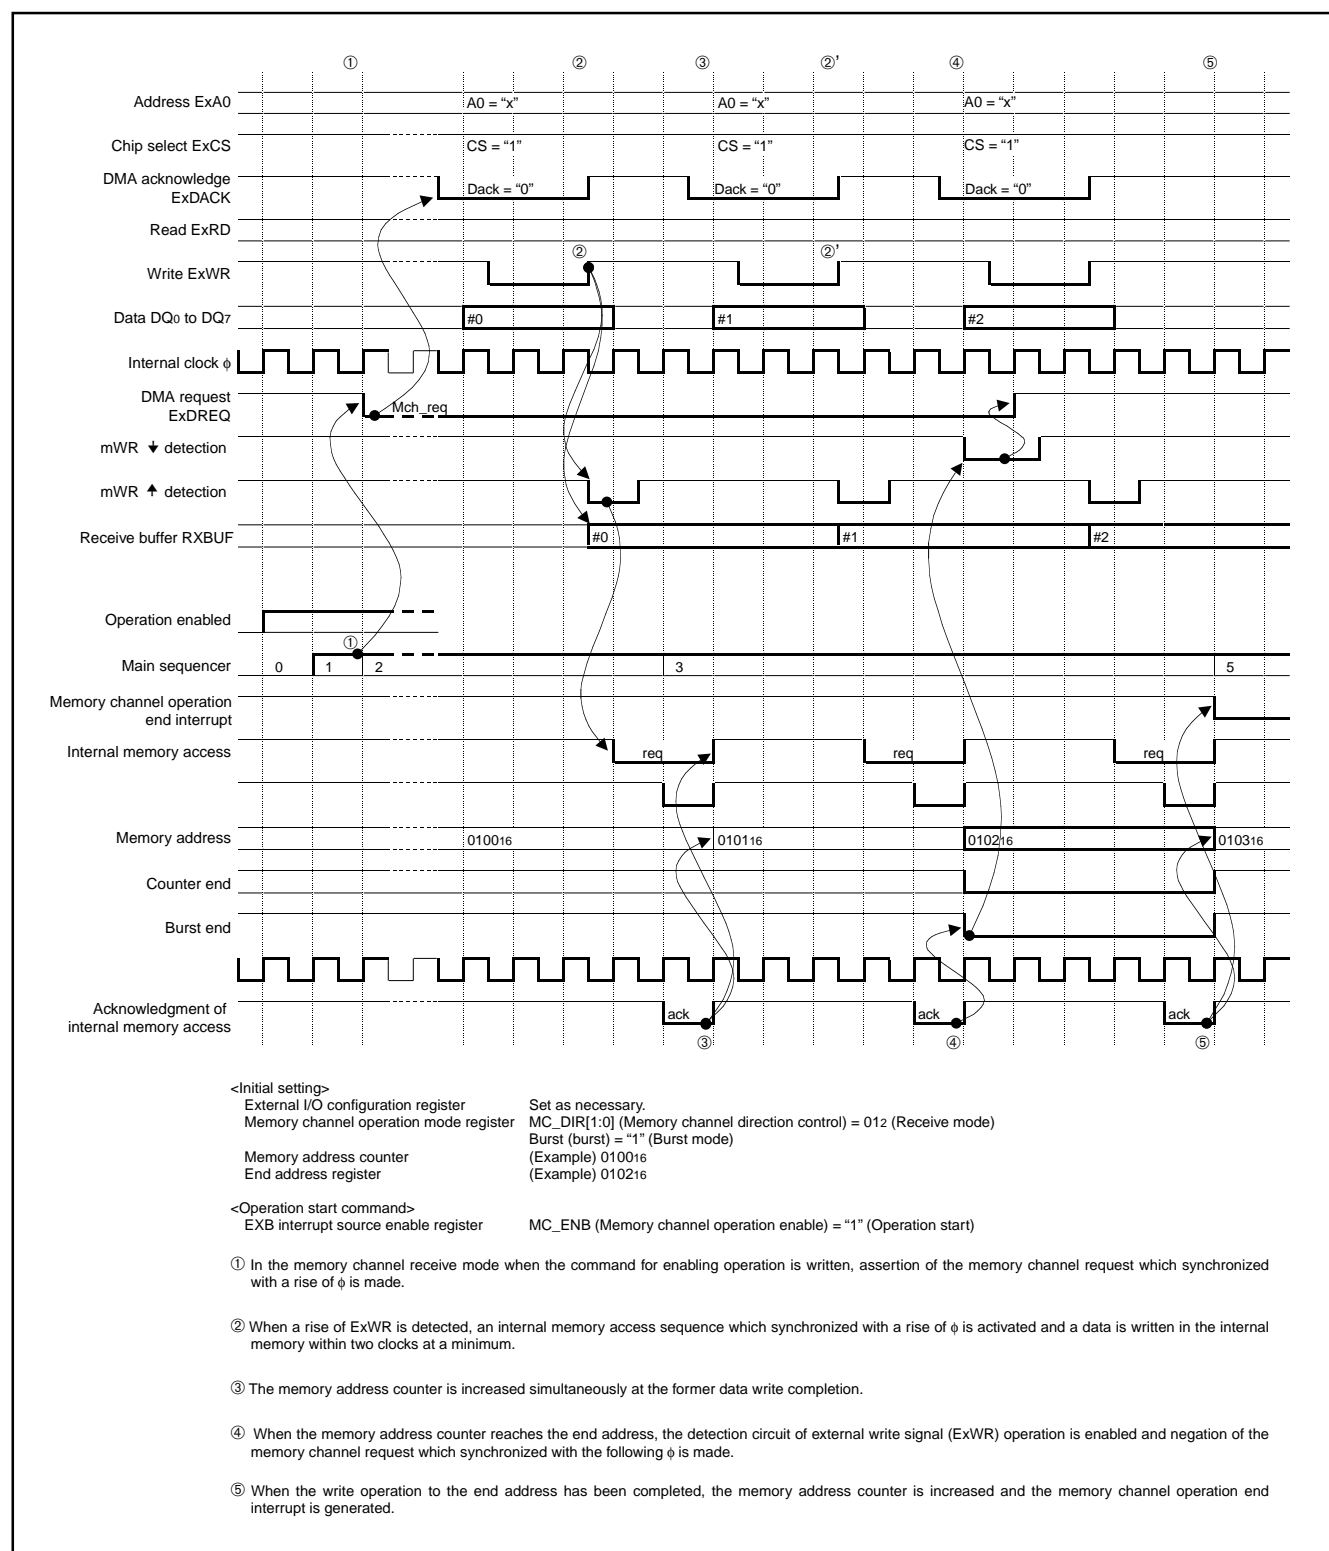 ① ② ③ ②’ ④ ⑤
Address ExA0 A0 = “x” A0 = “x” A0 = “x”
Chip select ExCS CS = “1” CS = “1” CS = “1”
DMA acknowledge
ExDACK Dack = “0” Dack = “0” Dack = “0”
Read ExRD
② ②’
Write ExWR
Data DQ0 to DQ7 #0 #1 #2
Internal clock ϕ
DMA request
ExDREQ Mch_req
mWR ↓ detection
mWR ↑ detection
Receive buffer RXBUF #0 #1 #2
Operation enabled
①
Main sequencer 0 1 2 3 5
Memory channel operation
end interrupt
Internal memory access req req req
Memory address 010016 010116 010216 010316
Counter end
Burst end
Acknowledgment of
internal memory access ack ack ack
③ ④ ⑤
<Initial setting>
External I/O configuration register Set as necessary.
Memory channel operation mode register MC_DIR[1:0] (Memory channel direction control) = 012 (Receive mode)
Burst (burst) = “1” (Burst mode)
Memory address counter (Example) 010016
End address register (Example) 010216
<Operation start command>
EXB interrupt source enable register MC_ENB (Memory channel operation enable) = “1” (Operation start)
① In the memory channel receive mode when the command for enabling operation is written, assertion of the memory channel request which synchronized
with a rise of ϕ is made.
② When a rise of ExWR is detected, an internal memory access sequence which synchronized with a rise of ϕ is activated and a data is written in the internal
memory within two clocks at a minimum.
③ The memory address counter is increased simultaneously at the former data write completion.
④ When the memory address counter reaches the end address, the detection circuit of external write signal (ExWR) operation is enabled and negation of the
memory channel request which synchronized with the following ϕ is made.
⑤ When the write operation to the end address has been completed, the memory address counter is increased and the memory channel operation end
interrupt is generated.